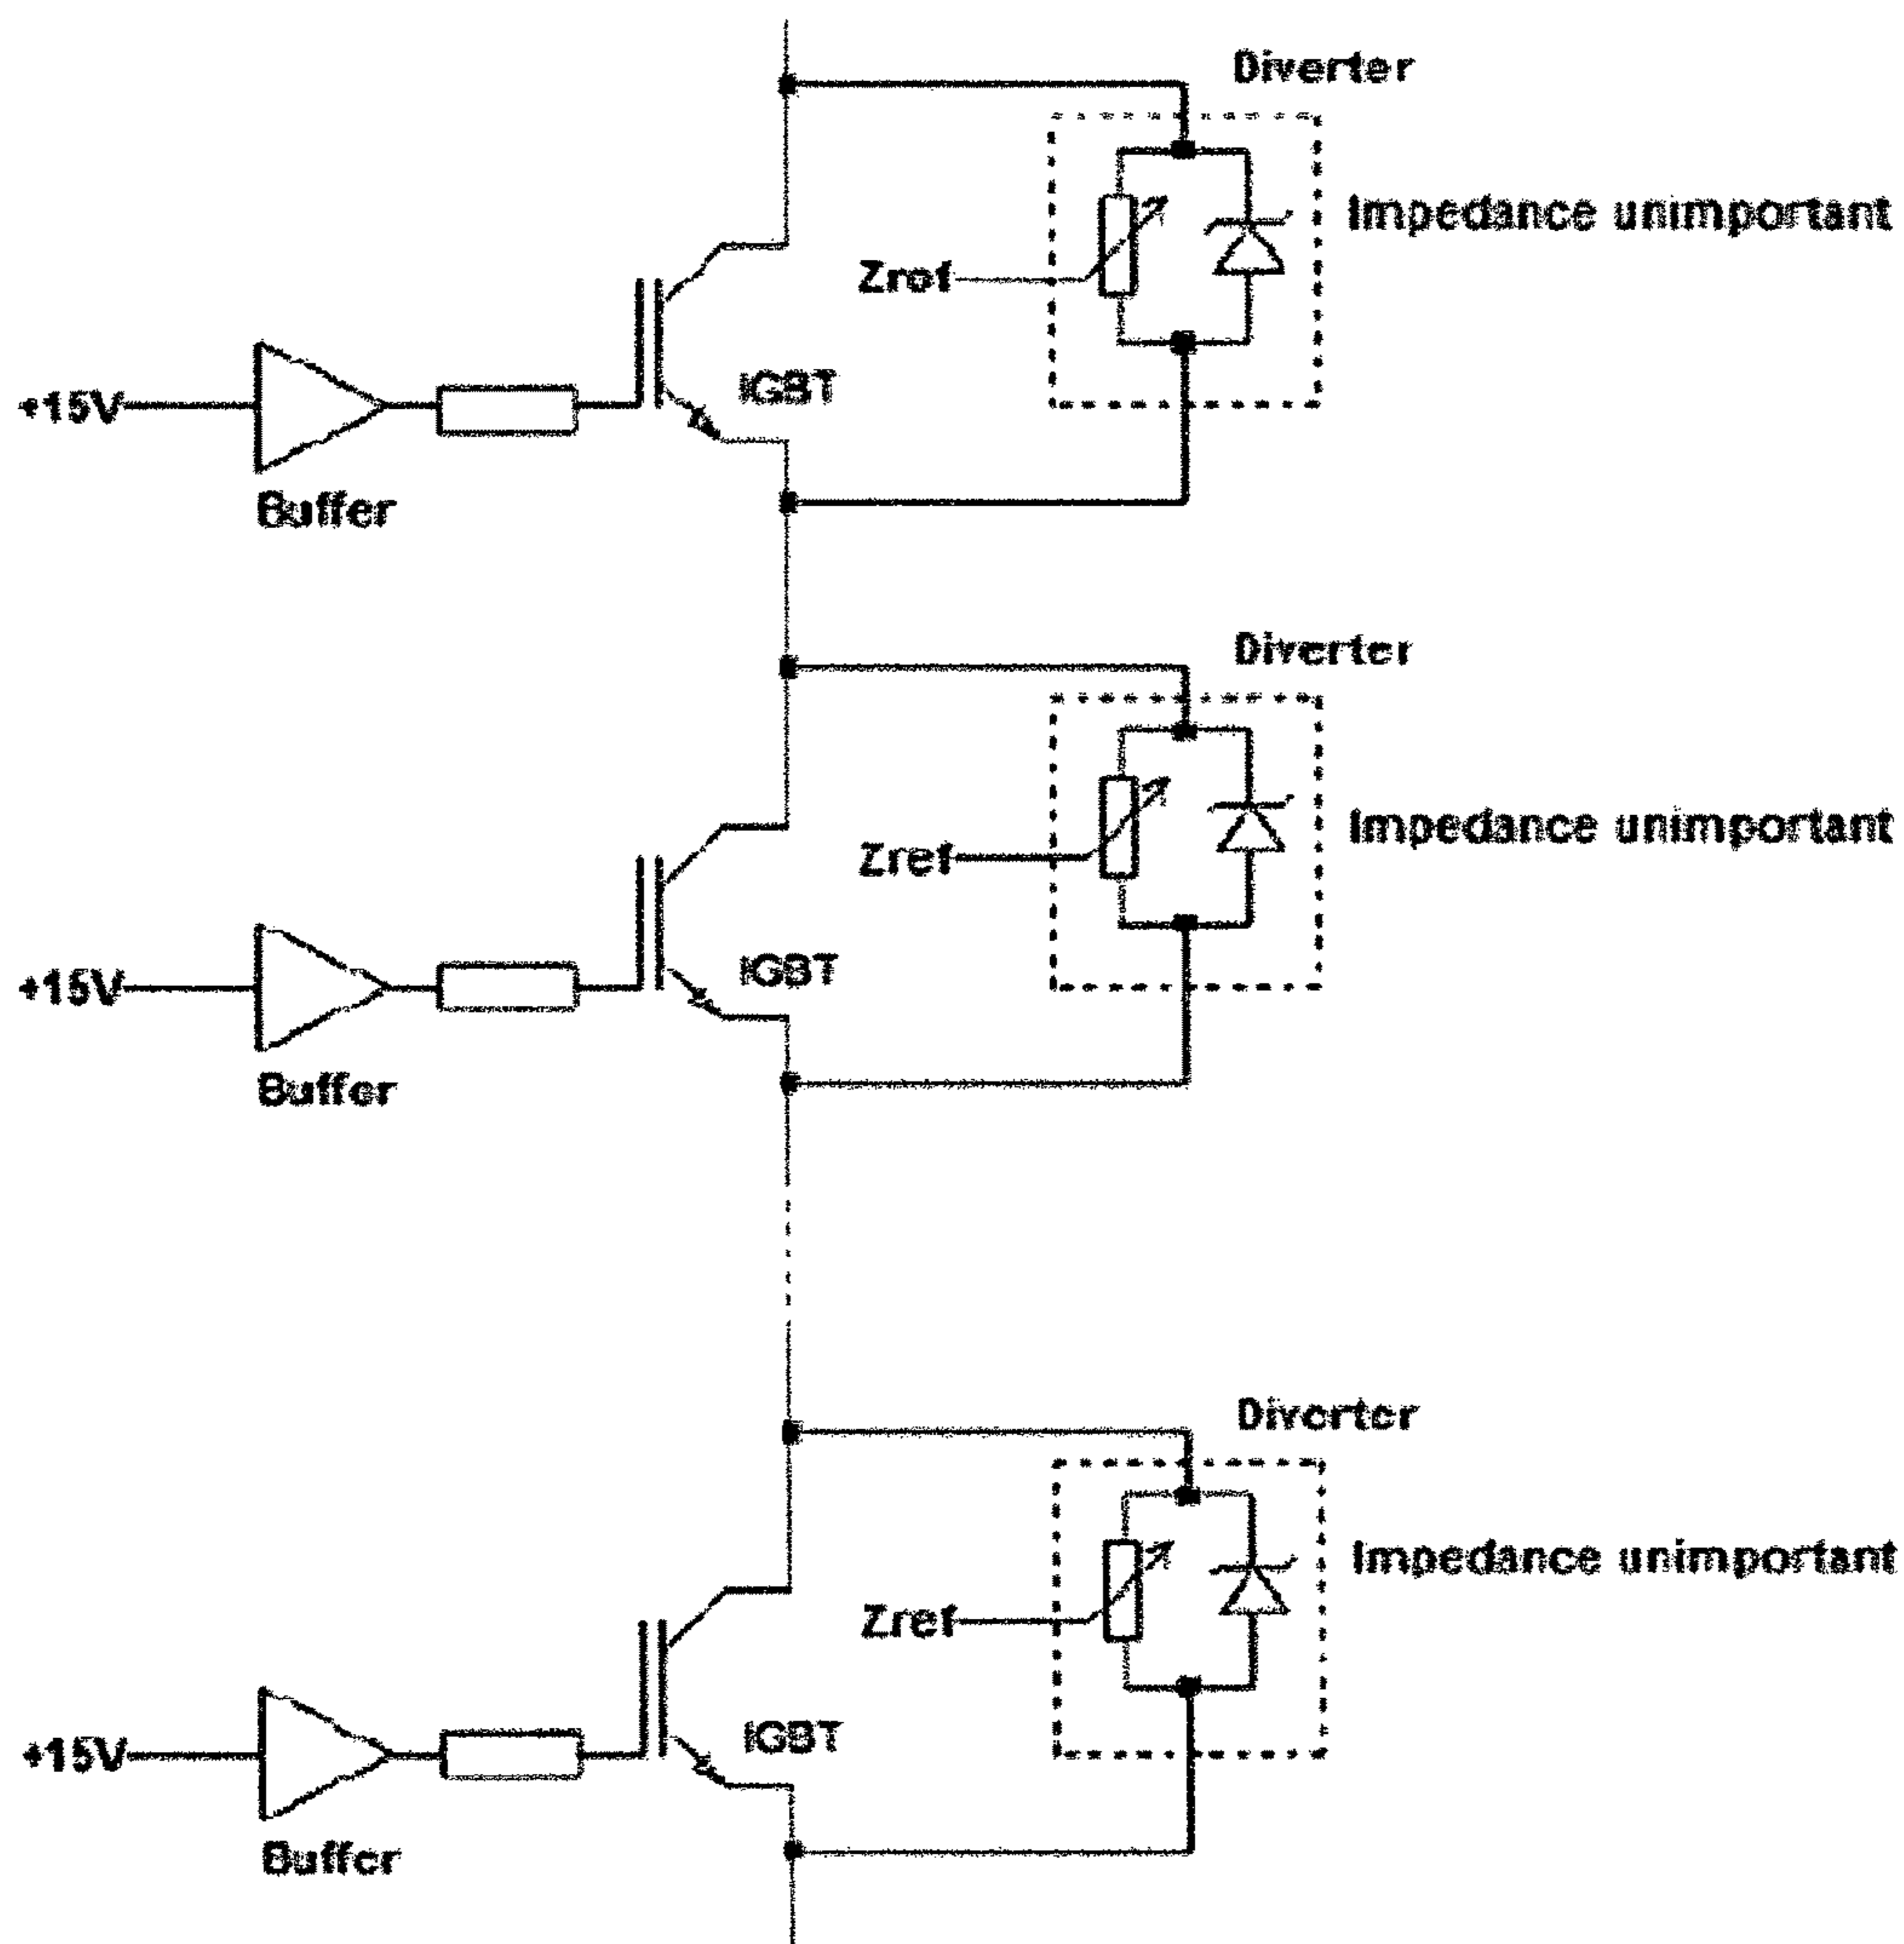 Diverter
Impedance unimportant
Zref
IGBT
+15V
Buffer
Diverter
Impedance unimportant
Zref
IGBT
+15V
Buffer
Diverter
Impedance unimportant
Zref
IGBT
+15V
Buffer